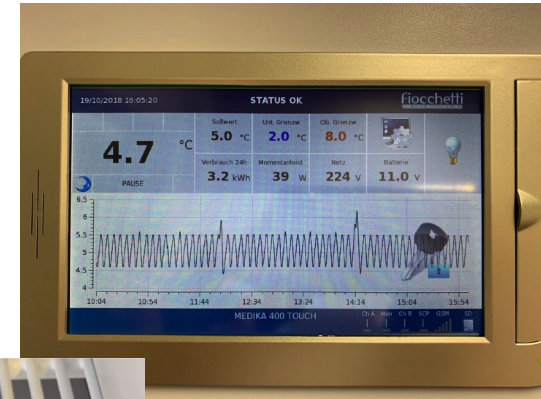 19/10/2018 16:05:20 STATUS OK fiocchetti
Sollwert Unt. Grenzw Ob. Grenzw
4.7 °C 5.0 °C 2.0 °C 8.0 °C
Verbrauch 24h Momentanleist Netz Batterie
PAUSE 3.2 kWh 39 W 224 V 11.0 V
6.5
6
5.5
5
4.5
4
10:04 10:54 11:44 12:34 13:24 14:14 15:04 15:54
MEDIKA 400 TOUCH Ch A Man Ch B SCP GSM SD